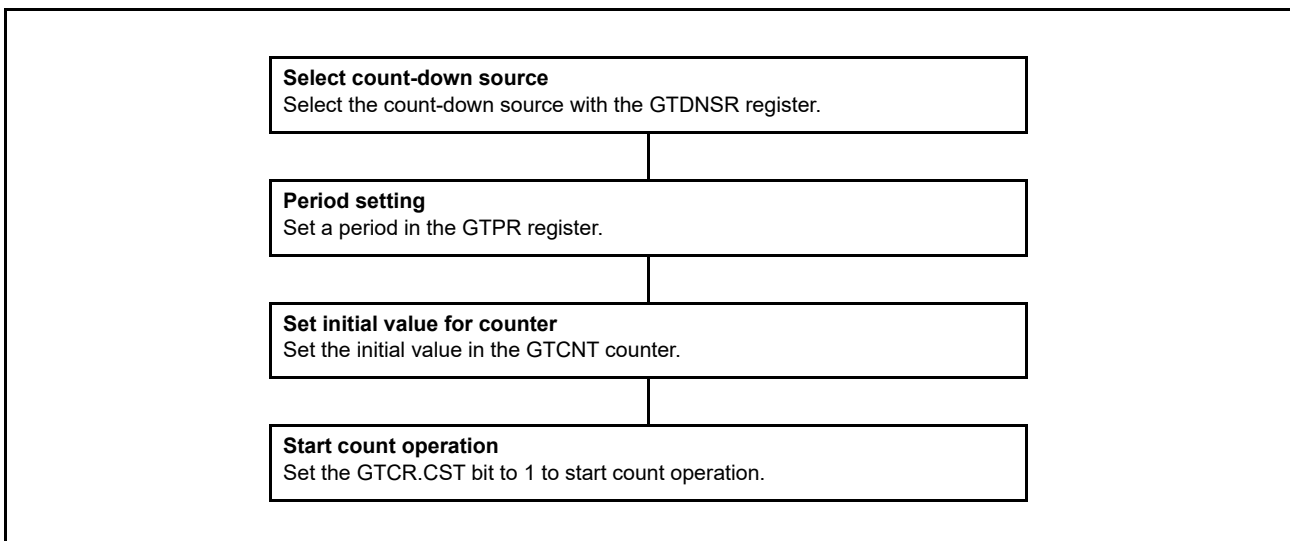 Select count-down source
Select the count-down source with the GTDNSR register.
Period setting
Set a period in the GTPR register.
Set initial value for counter
Set the initial value in the GTCNT counter.
Start count operation
Set the GTCR.CST bit to 1 to start count operation.